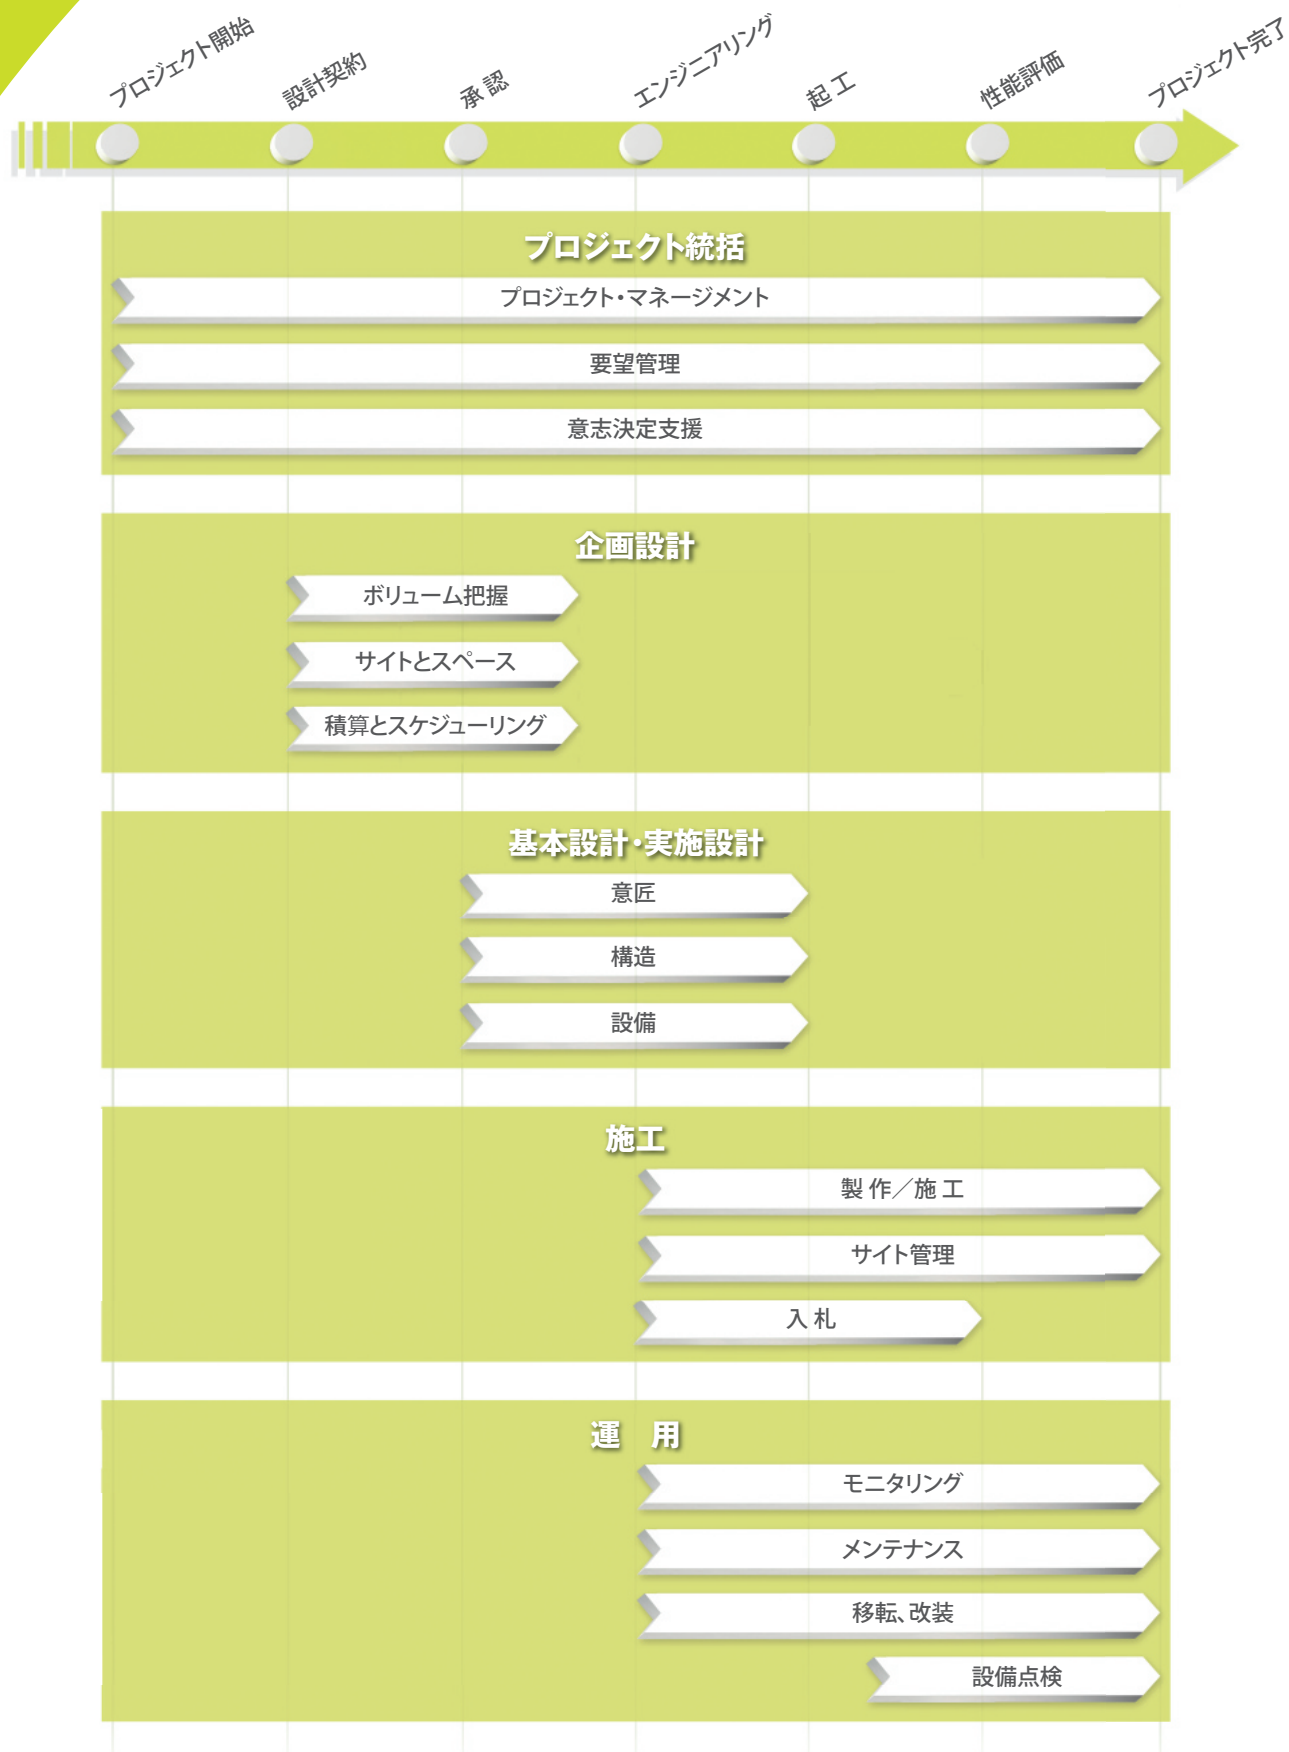 プロジェクト開始
設計契約
承 認
エンジニアリング
起 工
性能評価
プロジェクト完了
プロジェクト統括
プロジェクト・マネージメント
要望管理
意志決定支援
企画設計
ボリューム把握
サイトとスペース
積算とスケジューリング
基本設計・実施設計
意匠
構造
設備
施工
製 作／施 工
サイト管理
入 札
運　用
モニタリング
メンテナンス
移転、改装
設備点検